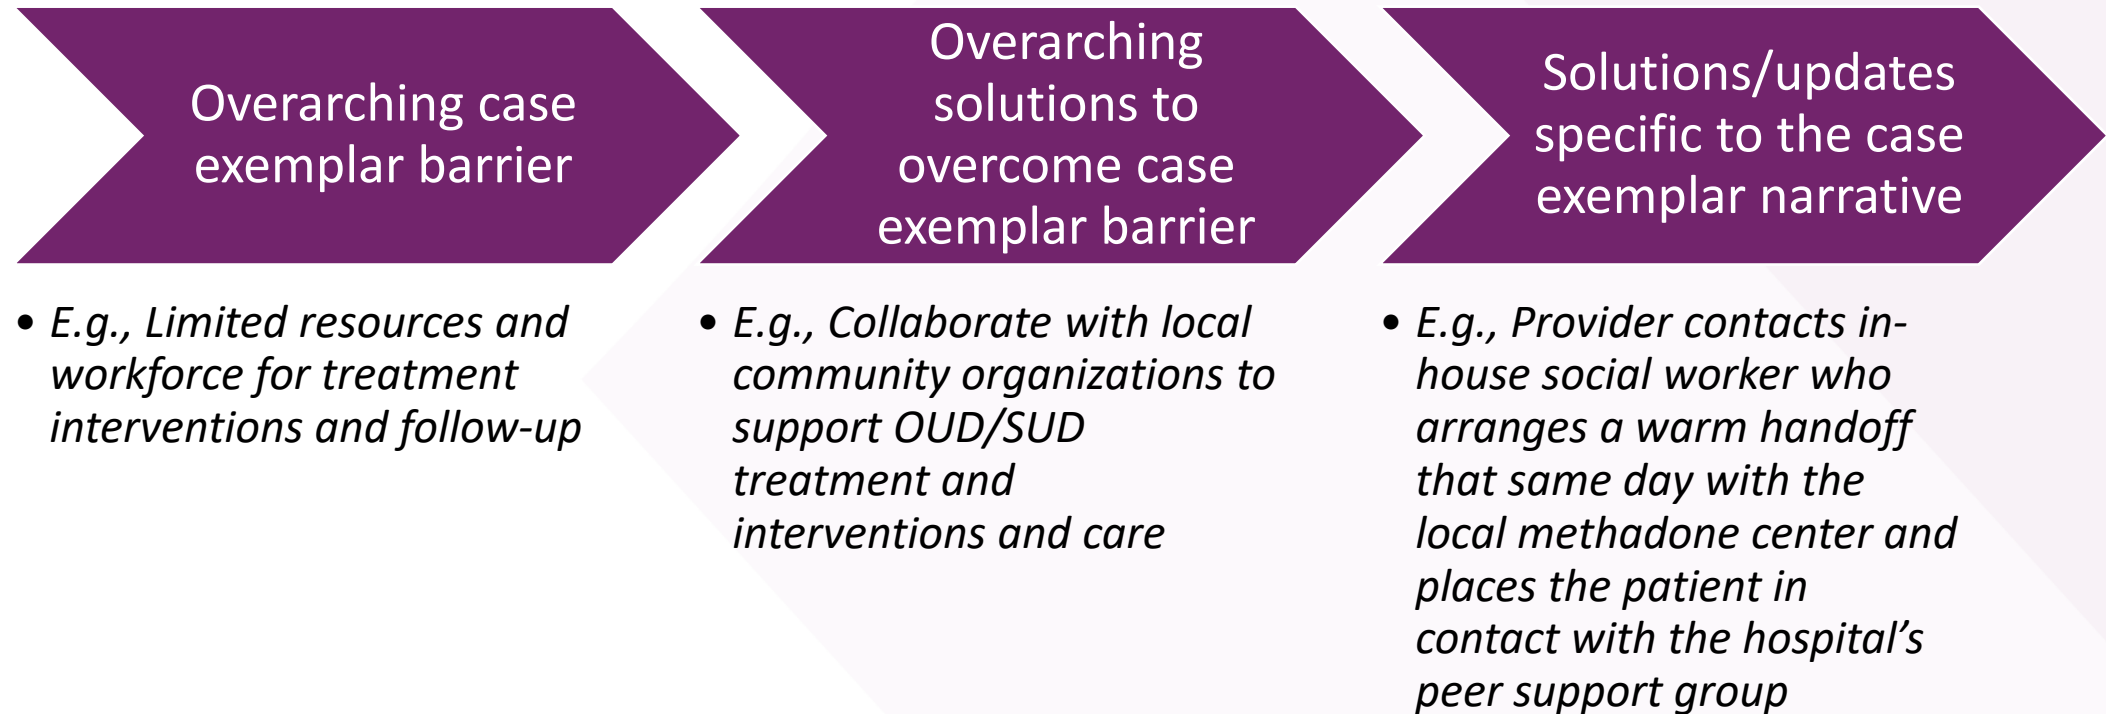 Overarching case
exemplar barrier
• E.g., Limited resources and
workforce for treatment
interventions and follow-up
Overarching
solutions to
overcome case
exemplar barrier
• E.g., Collaborate with local
community organizations to
support OUD/SUD
treatment and
interventions and care
Solutions/updates
specific to the case
exemplar narrative
• E.g., Provider contacts in-
house social worker who
arranges a warm handoff
that same day with the
local methadone center and
places the patient in
contact with the hospital’s
peer support group